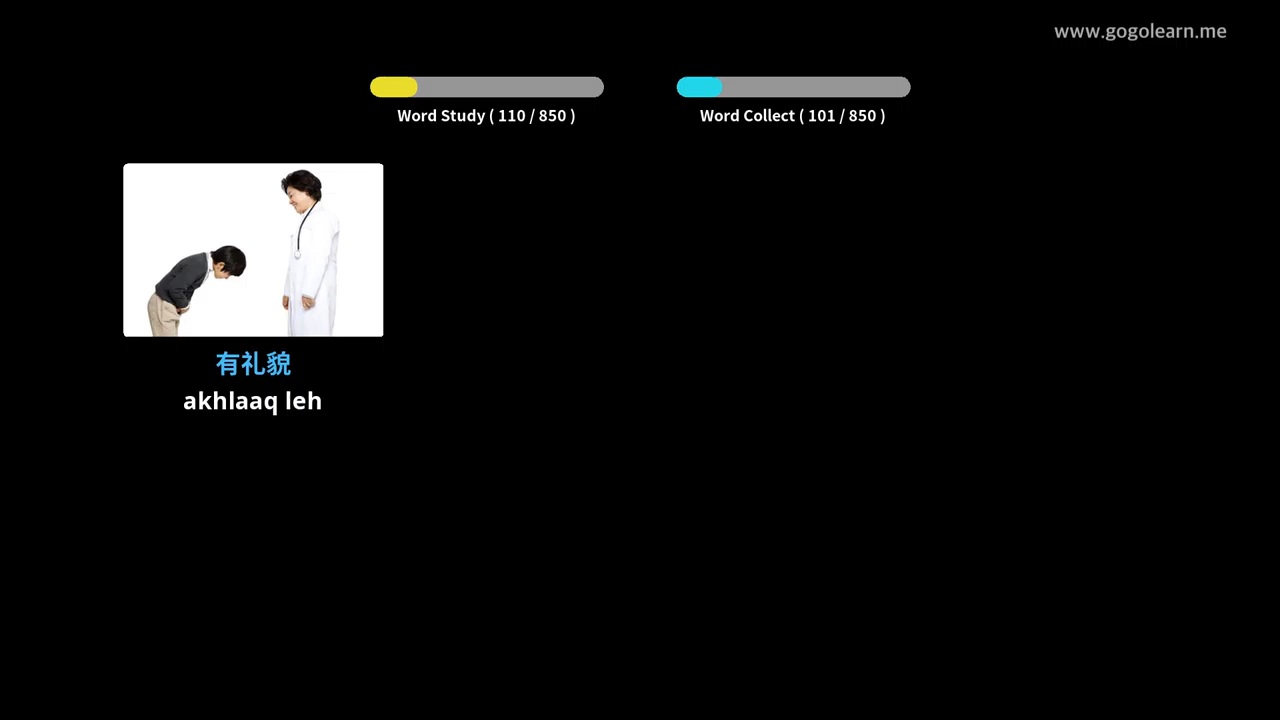 www.gogolearn.me
Word Study ( 110 / 850 )
Word Collect ( 101 / 850 )
有礼貌
akhlaaq leh